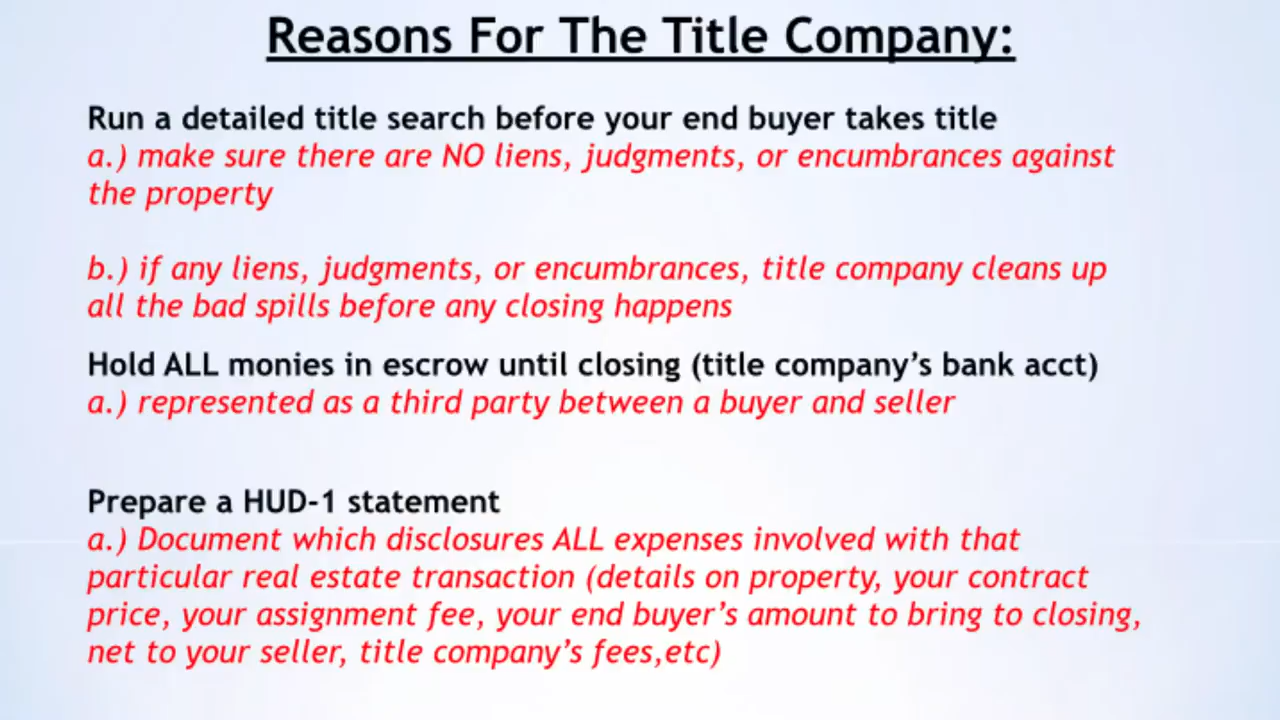 Reasons For The Title Company:
Run a detailed title search before your end buyer takes title
a.) make sure there are NO liens, judgments, or encumbrances against
the property
b.) if any liens, judgments, or encumbrances, title company cleans up
all the bad spills before any closing happens
Hold ALL monies in escrow until closing (title company’s bank acct)
a.) represented as a third party between a buyer and seller
Prepare a HUD-1 statement
a.) Document which disclosures ALL expenses involved with that
particular real estate transaction (details on property, your contract
price, your assignment fee, your end buyer’s amount to bring to closing,
net to your seller, title company’s fees,etc)